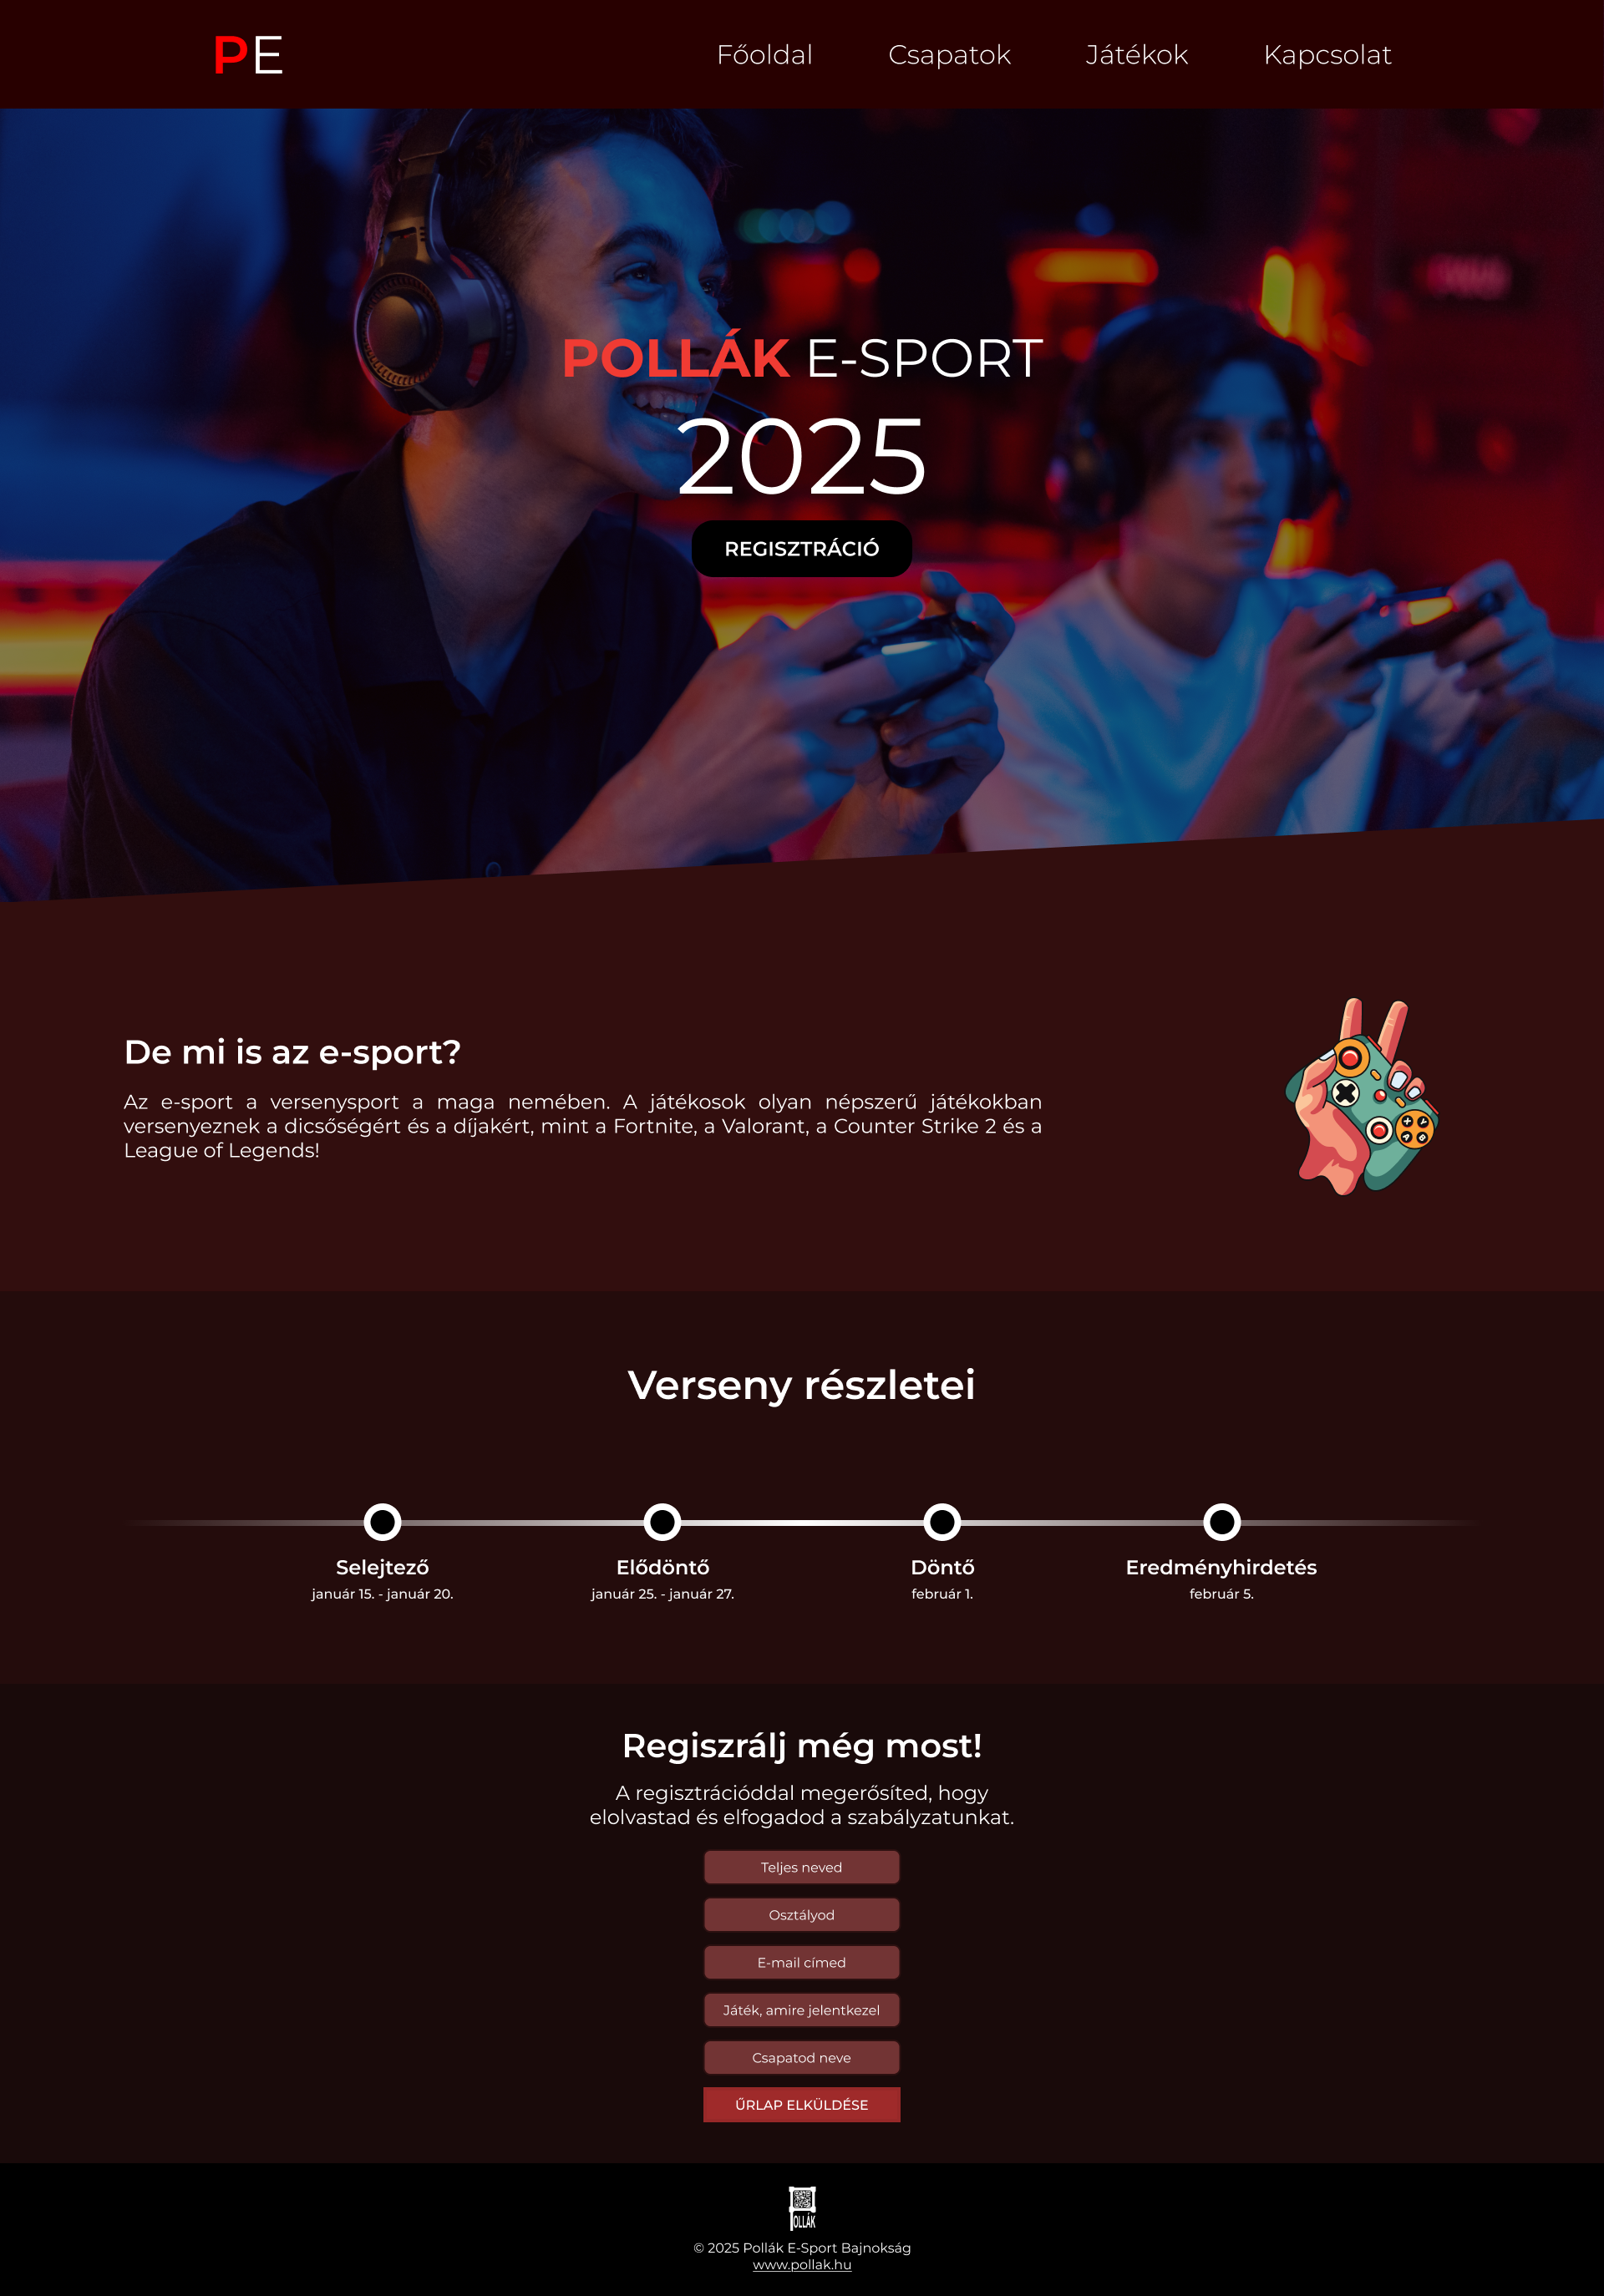 PE
Főoldal Csapatok Játékok Kapcsolat
POLLÁK E-SPORT
2025
REGISZTRÁCIÓ
De mi is az e-sport?
Az e-sport a versenysport a maga nemében. A játékosok olyan népszerű játékokban
versenyeznek a dicsőségért és a díjakért, mint a Fortnite, a Valorant, a Counter Strike 2 és a
League of Legends!
Verseny részletei
Selejtező Elődöntő Döntő Eredményhirdetés
január 15. - január 20. január 25. - január 27. február 1. február 5.
Regiszrálj még most!
A regisztrációddal megerősíted, hogy
elolvastad és elfogadod a szabályzatunkat.
Teljes neved
Osztályod
E-mail címed
Játék, amire jelentkezel
Csapatod neve
ŰRLAP ELKÜLDÉSE
POLLÁK
© 2025 Pollák E-Sport Bajnokság
www.pollak.hu